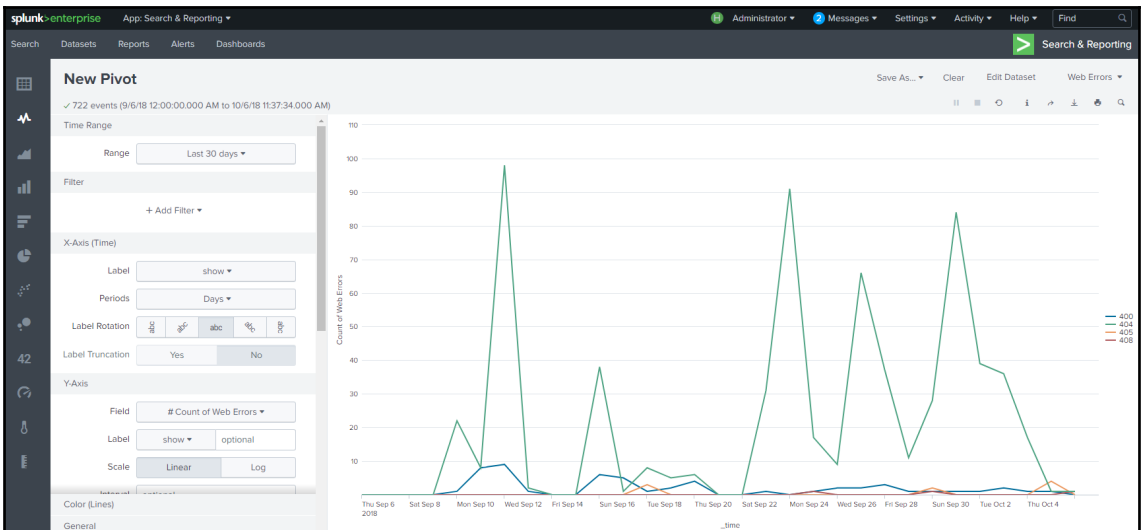 splunk>enterprise App: Search & Reporting H Administrator 2 Messages Settings Activity Help Find
Search Datasets Reports Alerts Dashboards Search & Reporting
New Pivot
Save As... Clear Edit Dataset Web Errors
722 events (9/6/18 12:00:00.000 AM to 10/6/18 11:37:34.000 AM)
Time Range
Range Last 30 days
Filter
+ Add Filter
X-Axis (Time)
Label show
Periods Days
Label Rotation abc abc abc abc abc
Label Truncation Yes No
Y-Axis
Field # Count of Web Errors
Label show optional
Scale Linear Log
Interval optional
Color (Lines)
General
42
110
100
90
80
70
60
50
40
30
20
10
Count of Web Errors
Thu Sep 6 Sat Sep 8 Mon Sep 10 Wed Sep 12 Fri Sep 14 Sun Sep 16 Tue Sep 18 Thu Sep 20 Sat Sep 22 Mon Sep 24 Wed Sep 26 Fri Sep 28 Sun Sep 30 Tue Oct 2 Thu Oct 4
2018
_time
400
404
405
408